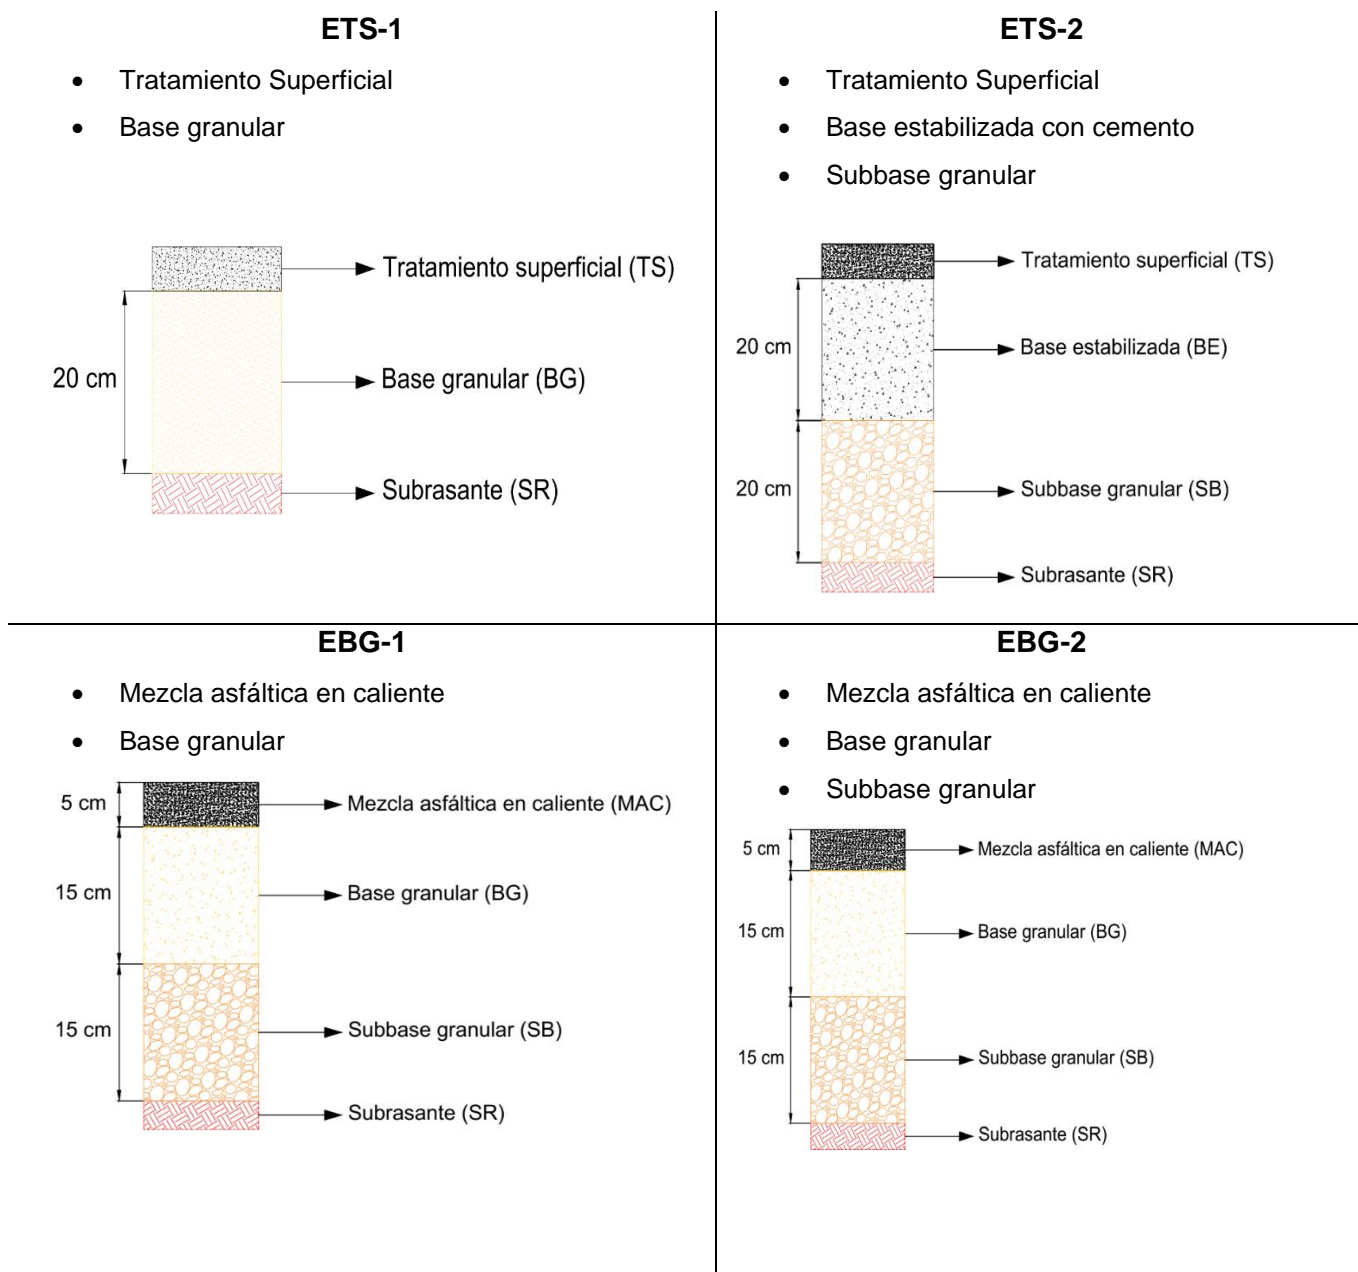 ETS-1
• Tratamiento Superficial
• Base granular
20 cm
Tratamiento superficial (TS)
Base granular (BG)
Subrasante (SR)
ETS-2
• Tratamiento Superficial
• Base estabilizada con cemento
• Subbase granular
Tratamiento superficial (TS)
20 cm
Base estabilizada (BE)
20 cm
Subbase granular (SB)
Subrasante (SR)
EBG-1
• Mezcla asfáltica en caliente
• Base granular
5 cm
Mezcla asfáltica en caliente (MAC)
15 cm
Base granular (BG)
15 cm
Subbase granular (SB)
Subrasante (SR)
EBG-2
• Mezcla asfáltica en caliente
• Base granular
• Subbase granular
5 cm
Mezcla asfáltica en caliente (MAC)
15 cm
Base granular (BG)
15 cm
Subbase granular (SB)
Subrasante (SR)